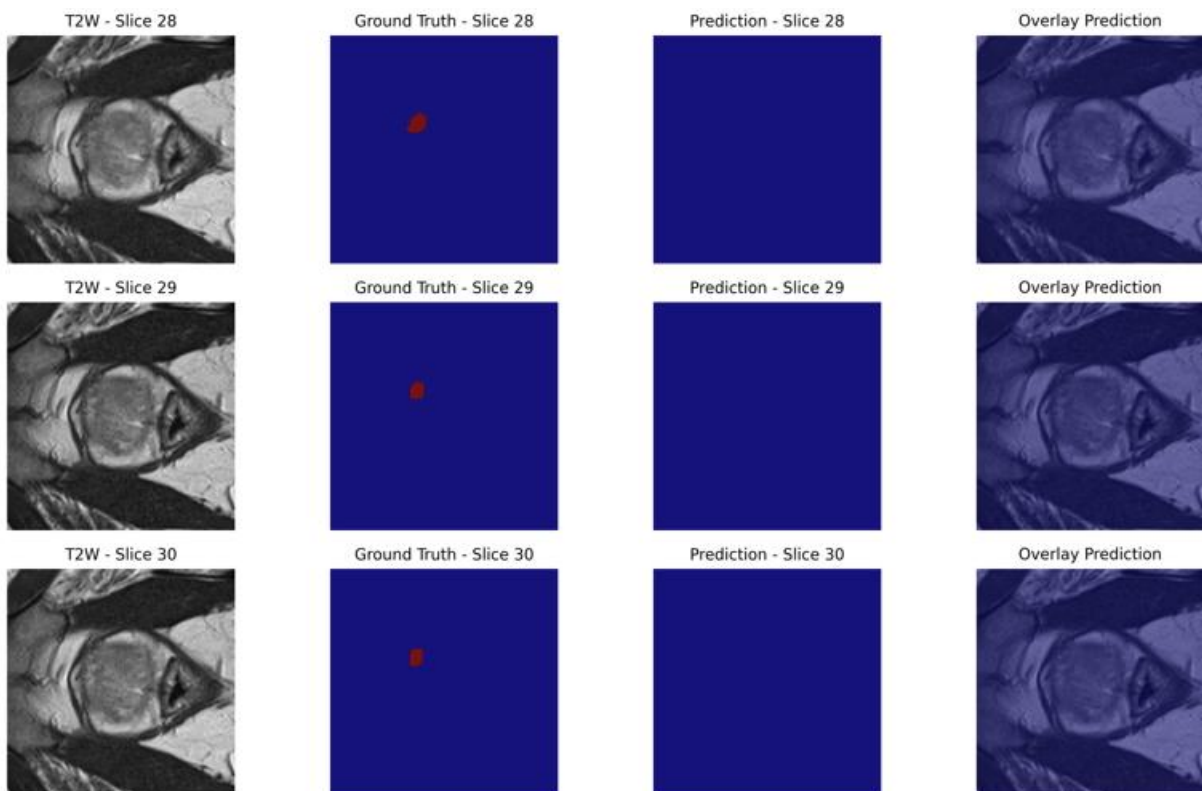 T2W - Slice 28
Ground Truth - Slice 28
Prediction - Slice 28
Overlay Prediction
T2W - Slice 29
Ground Truth - Slice 29
Prediction - Slice 29
Overlay Prediction
T2W - Slice 30
Ground Truth - Slice 30
Prediction - Slice 30
Overlay Prediction